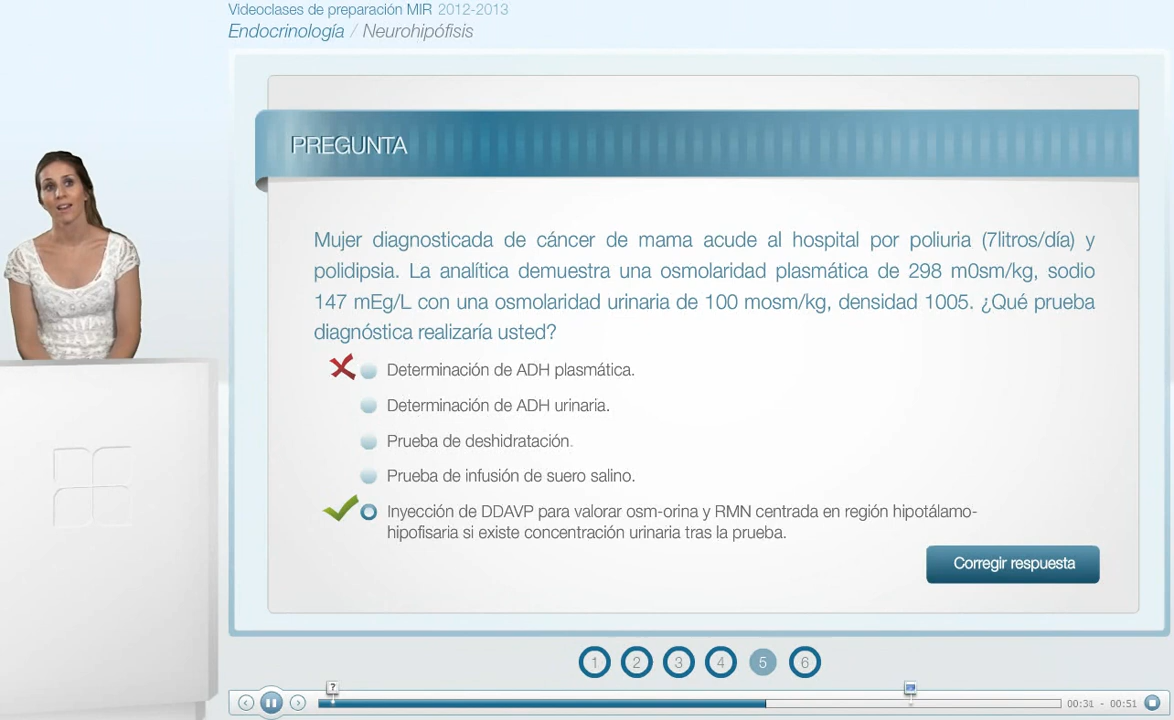 Videoclases de preparación MIR 2012-2013
Endocrinología / Neurohipófisis
PREGUNTA
Mujer diagnosticada de cáncer de mama acude al hospital por poliuria (7litros/día) y
polidipsia. La analítica demuestra una osmolaridad plasmática de 298 m0sm/kg, sodio
147 mEg/L con una osmolaridad urinaria de 100 mosm/kg, densidad 1005. ¿Qué prueba
diagnóstica realizaría usted?
Determinación de ADH plasmática.
Determinación de ADH urinaria.
Prueba de deshidratación.
Prueba de infusión de suero salino.
Inyección de DDAVP para valorar osm-orina y RMN centrada en región hipotálamo-
hipofisaria si existe concentración urinaria tras la prueba.
Corregir respuesta
1 2 3 4 5 6
?
00:31 - 00:51